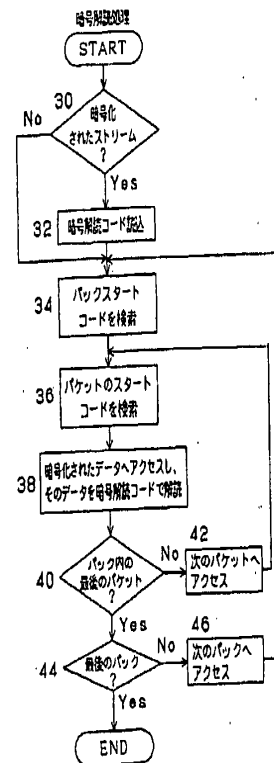 暗号解読処理
START
30
暗号化
されたストリーム
?
No
Yes
32
暗号解読コード読込
34
パックスタート
コードを検索
36
パケットのスタート
コードを検索
38
暗号化されたデータへアクセスし、
そのデータを暗号解読コードで解読
40
パック内の
最後のパケット
?
No
42
次のパケットへ
アクセス
Yes
44
最後のパック
?
No
46
次のパックへ
アクセス
Yes
END